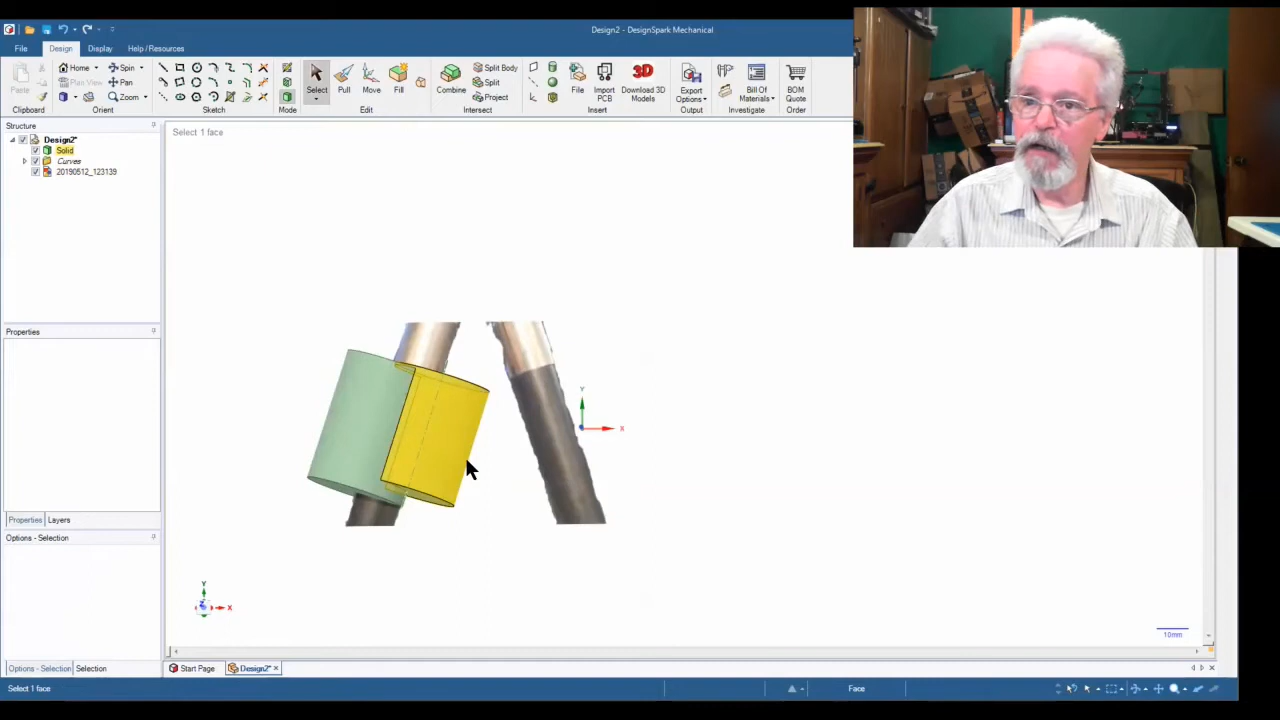 Design2 - DesignSpark Mechanical
File Design Display Help / Resources
Home Spin Split Body
Plan View Pan Split
Zoom Project
Paste Select Pull Move Fill Combine File Import PCB Download 3D Models Export Options Bill Of Materials BOM Quote
Clipboard Orient Sketch Mode Edit Intersect Insert Output Investigate Order
Structure
Design2*
Solid
Curves
20190512_123139
Select 1 face
Properties
Properties Layers
Options - Selection
Options - Selection Selection
Y
X
Y
Z
X
10mm
Start Page Design2*
Select 1 face Face